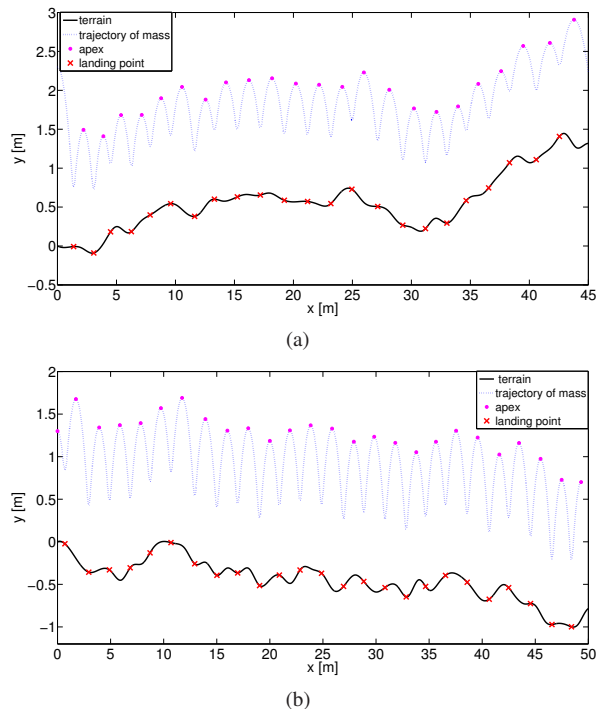 3
2.5
2
1.5
1
0.5
0
−0.5
y [m]
terrain
trajectory of mass
apex
landing point
0 5 10 15 20 25 30 35 40 45
x [m]
(a)
2
1.5
1
0.5
0
−0.5
−1
y [m]
terrain
trajectory of mass
apex
landing point
0 5 10 15 20 25 30 35 40 45 50
x [m]
(b)